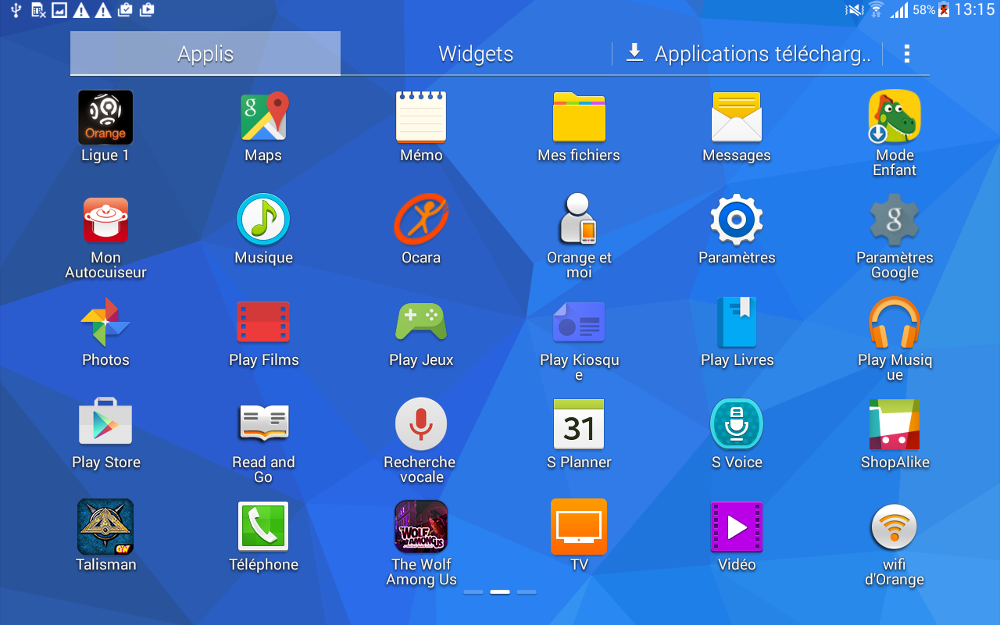 58% 13:15
Applis Widgets Applications télécharg..
Orange
Ligue 1
g
Maps
Mémo
Mes fichiers
Messages
Mode
Enfant
Mon
Autocuiseur
Musique
Ocara
Orange et
moi
Paramètres
g
Paramètres
Google
Photos
Play Films
Play Jeux
Play Kiosqu
e
Play Livres
Play Musiq
ue
Play Store
Read and
Go
Recherche
vocale
31
S Planner
S Voice
ShopAlike
GW
Talisman
Téléphone
THE WOLF
AMONG US
The Wolf
Among Us
TV
Vidéo
wifi
d'Orange